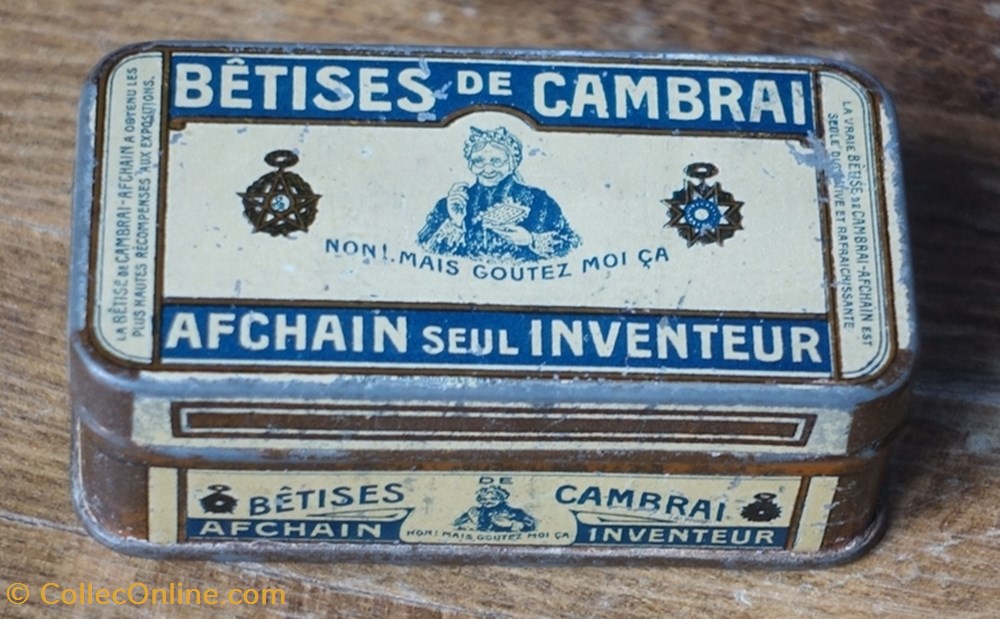 BÊTISES DE CAMBRAI
LA BÊTISE DE CAMBRAI-AFCHAIN A OBTENU LES
PLUS HAUTES RÉCOMPENSES AUX EXPOSITIONS.
NON!. MAIS GOUTEZ MOI ÇA
LA VRAIE BÊTISE DE CAMBRAI-AFCHAIN EST
SEULE DIGESTIVE ET RAFRAICHISSANTE
AFCHAIN SEUL INVENTEUR
BÊTISES DE CAMBRAI
NON! MAIS GOUTEZ MOI ÇA
AFCHAIN INVENTEUR
© CollecOnline.com